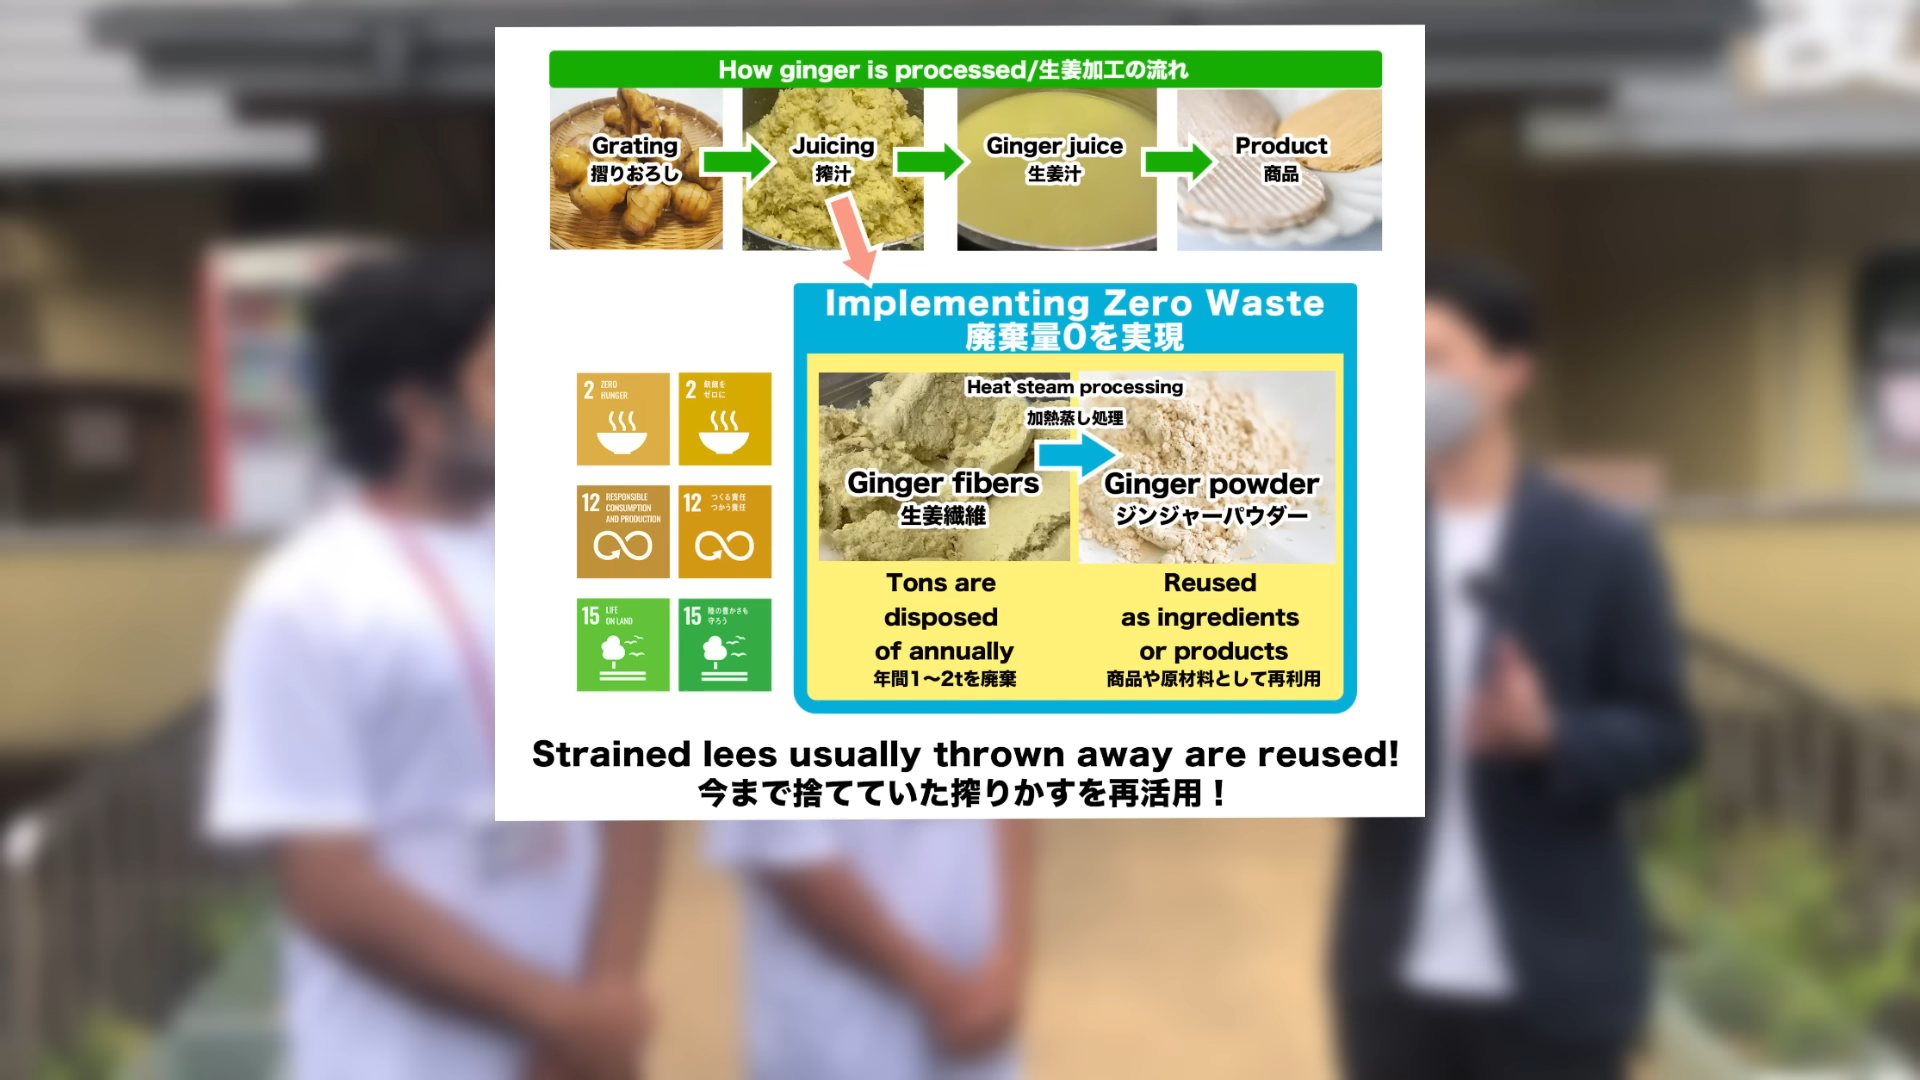 How ginger is processed/生姜加工の流れ
Grating
摺りおろし
Juicing
搾汁
Ginger juice
生姜汁
Product
商品
Implementing Zero Waste
廃棄量0を実現
Heat steam processing
加熱蒸し処理
Ginger fibers
生姜繊維
Ginger powder
ジンジャーパウダー
Tons are
disposed
of annually
年間1～2tを廃棄
Reused
as ingredients
or products
商品や原材料として再利用
2 ZERO
HUNGER
2 飢餓を
ゼロに
12 RESPONSIBLE
CONSUMPTION
AND PRODUCTION
12 つくる責任
つかう責任
15 LIFE
ON LAND
15 陸の豊かさも
守ろう
Strained lees usually thrown away are reused!
今まで捨てていた搾りかすを再活用！